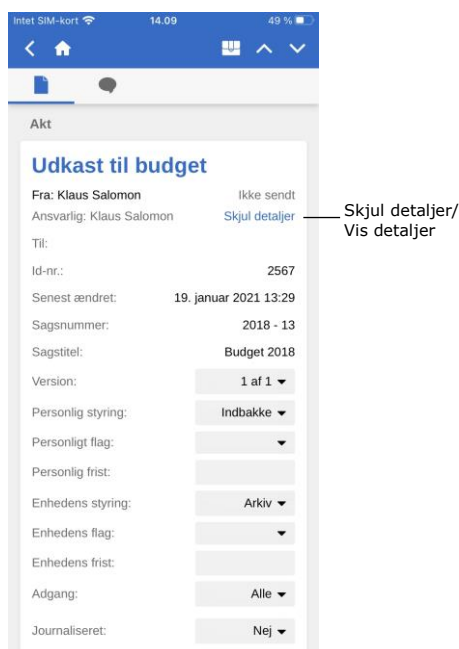 Intet SIM-kort 14.09 49 %
Akt
Udkast til budget
Fra: Klaus Salomon Ikke sendt
Ansvarlig: Klaus Salomon Skjul detaljer
Skjul detaljer/
Vis detaljer
Til:
Id-nr.: 2567
Senest ændret: 19. januar 2021 13:29
Sagsnummer: 2018 - 13
Sagstitel: Budget 2018
Version: 1 af 1
Personlig styring: Indbakke
Personligt flag:
Personlig frist:
Enhedens styring: Arkiv
Enhedens flag:
Enhedens frist:
Adgang: Alle
Journaliseret: Nej